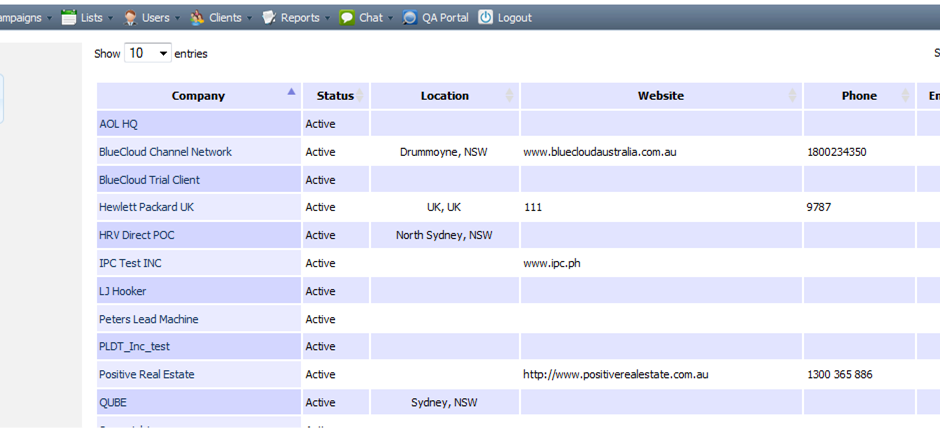 ampaigns Lists Users Clients Reports Chat QA Portal Logout
Show 10 entries S
Company Status Location Website Phone En
AOL HQ Active
BlueCloud Channel Network Active Drummoyne, NSW www.bluecloudaustralia.com.au 1800234350
BlueCloud Trial Client Active
Hewlett Packard UK Active UK, UK 111 9787
HRV Direct POC Active North Sydney, NSW
IPC Test INC Active www.ipc.ph
LJ Hooker Active
Peters Lead Machine Active
PLDT_Inc_test Active
Positive Real Estate Active http://www.positiverealestate.com.au 1300 365 886
QUBE Active Sydney, NSW